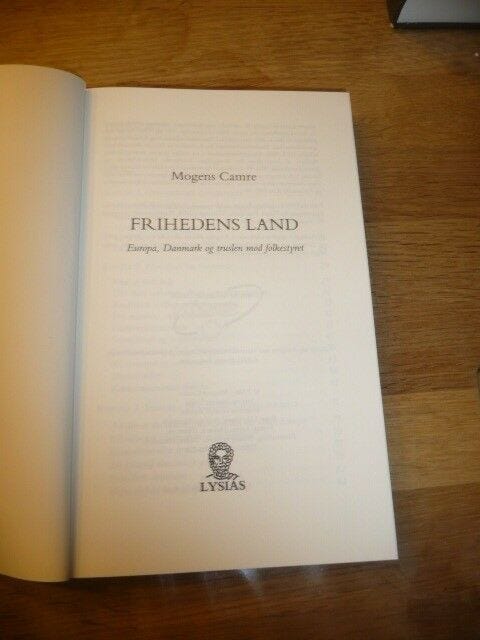 Mogens Camre
FRIHEDENS LAND
Europa, Danmark og truslen mod folkestyret
LYSIAS